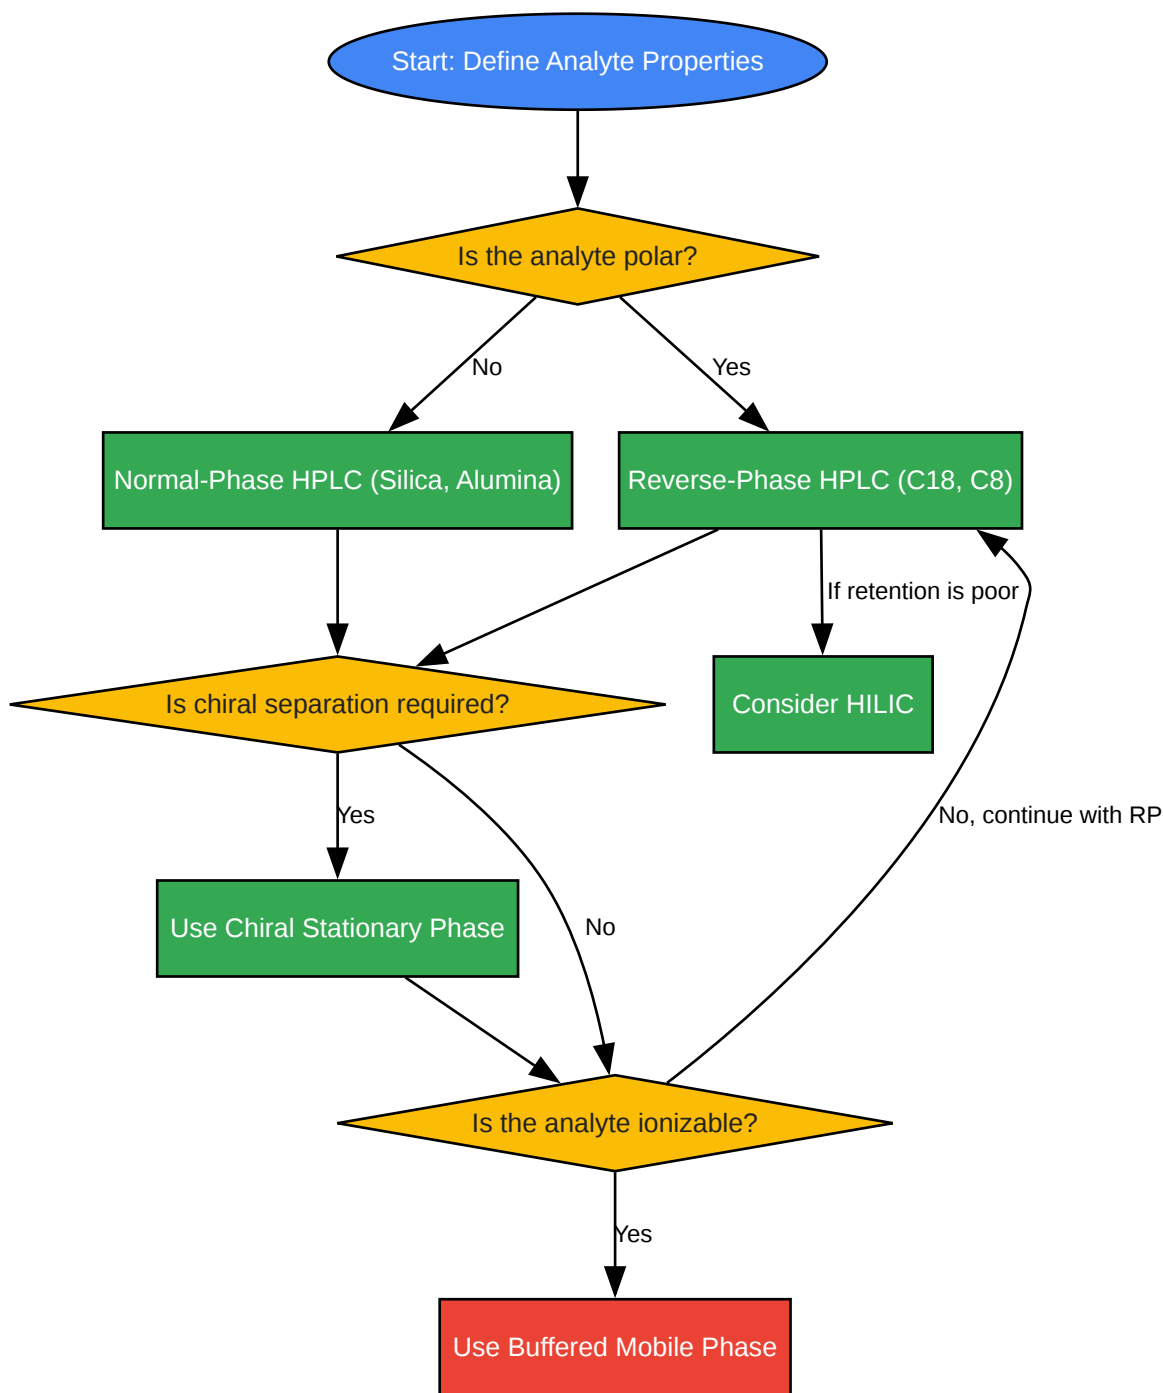 Start: Define Analyte Properties
Is the analyte polar?
No
Yes
Normal-Phase HPLC (Silica, Alumina)
Reverse-Phase HPLC (C18, C8)
If retention is poor
Is chiral separation required?
Consider HILIC
Yes
No, continue with RP
Use Chiral Stationary Phase
No
Is the analyte ionizable?
Yes
Use Buffered Mobile Phase